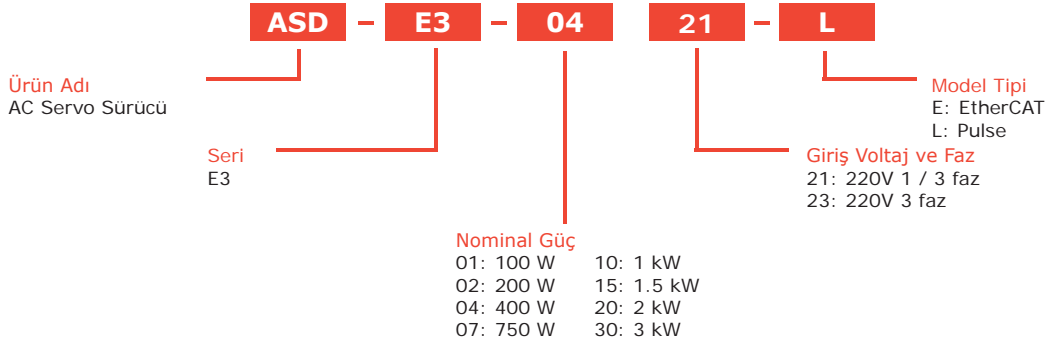 ASD - E3 - 04 21 - L
Ürün Adı
AC Servo Sürücü
Seri
E3
Nominal Güç
01: 100 W 10: 1 kW
02: 200 W 15: 1.5 kW
04: 400 W 20: 2 kW
07: 750 W 30: 3 kW
Giriş Voltaj ve Faz
21: 220V 1 / 3 faz
23: 220V 3 faz
Model Tipi
E: EtherCAT
L: Pulse